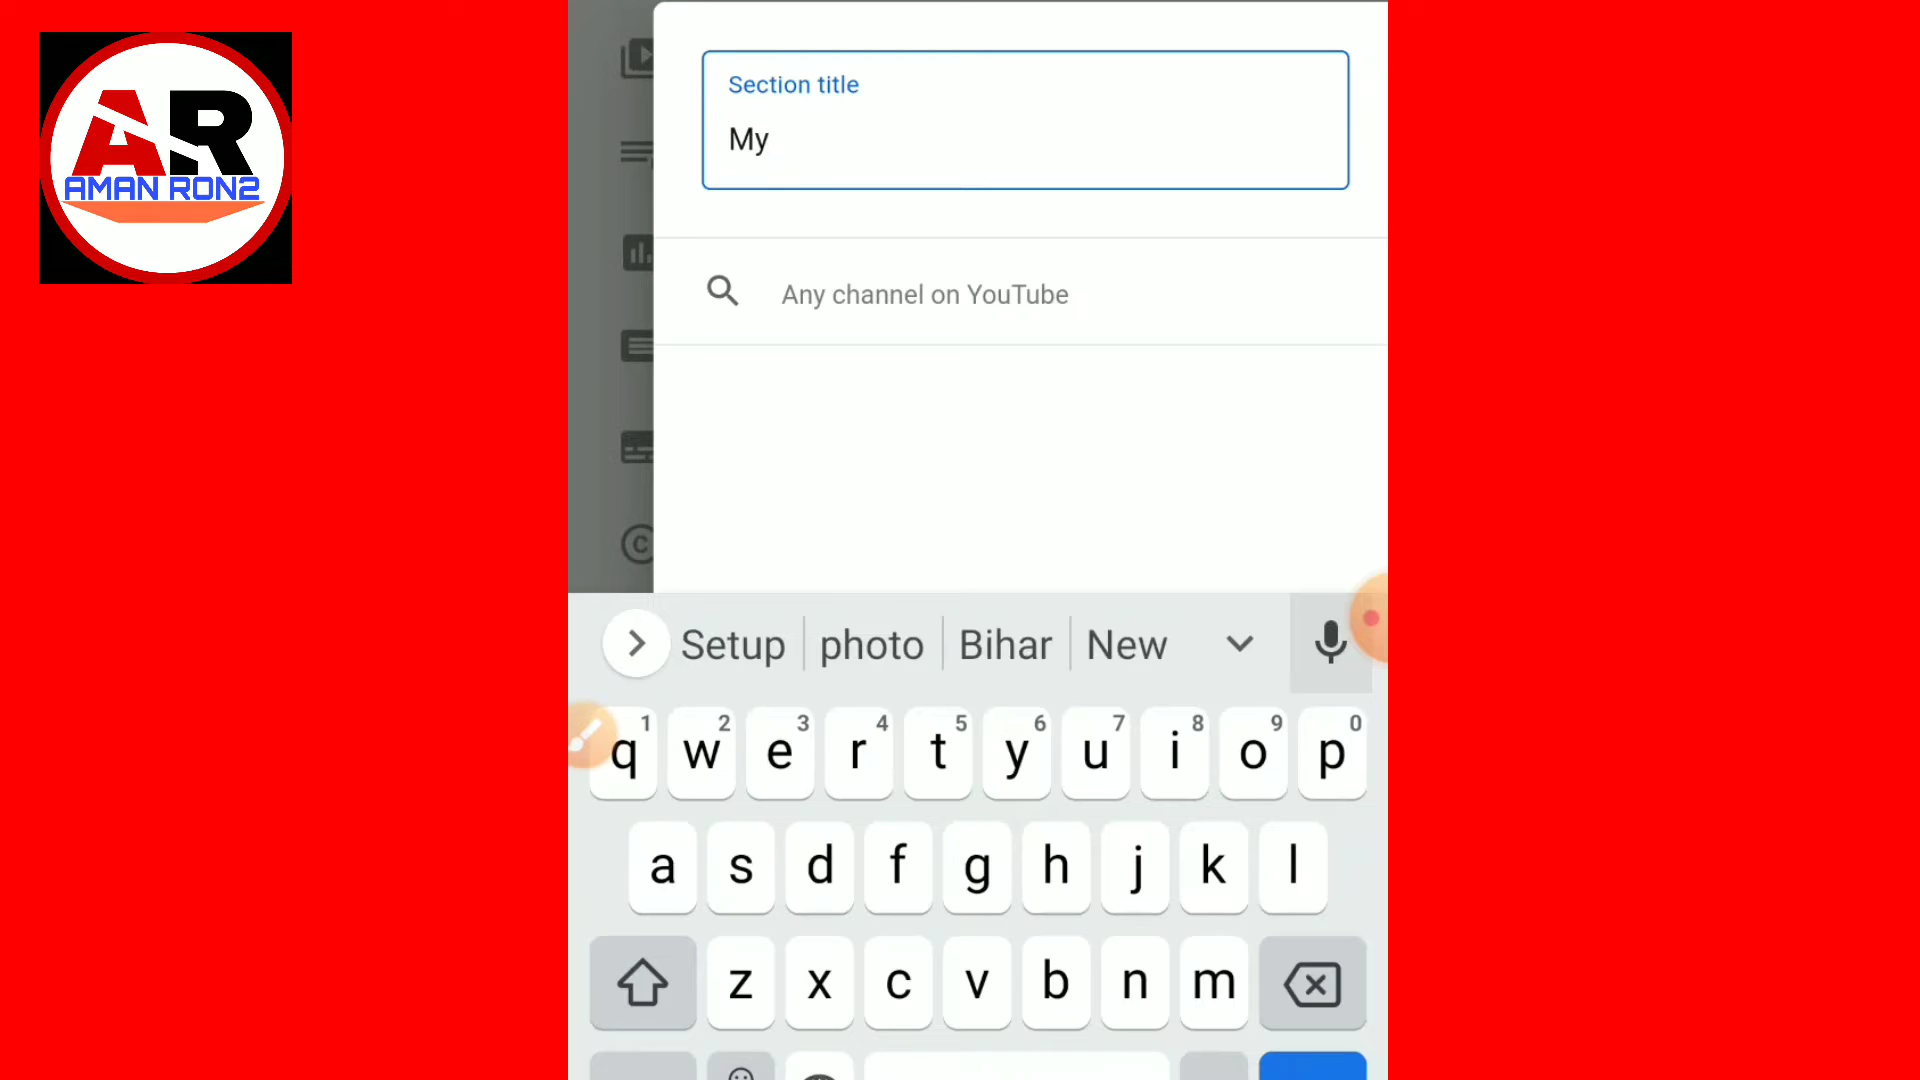 AR
AMAN RON2
Section title
My
Any channel on YouTube
Setup photo Bihar New
1 2 3 4 5 6 7 8 9 0
q w e r t y u i o p
a s d f g h j k l
z x c v b n m